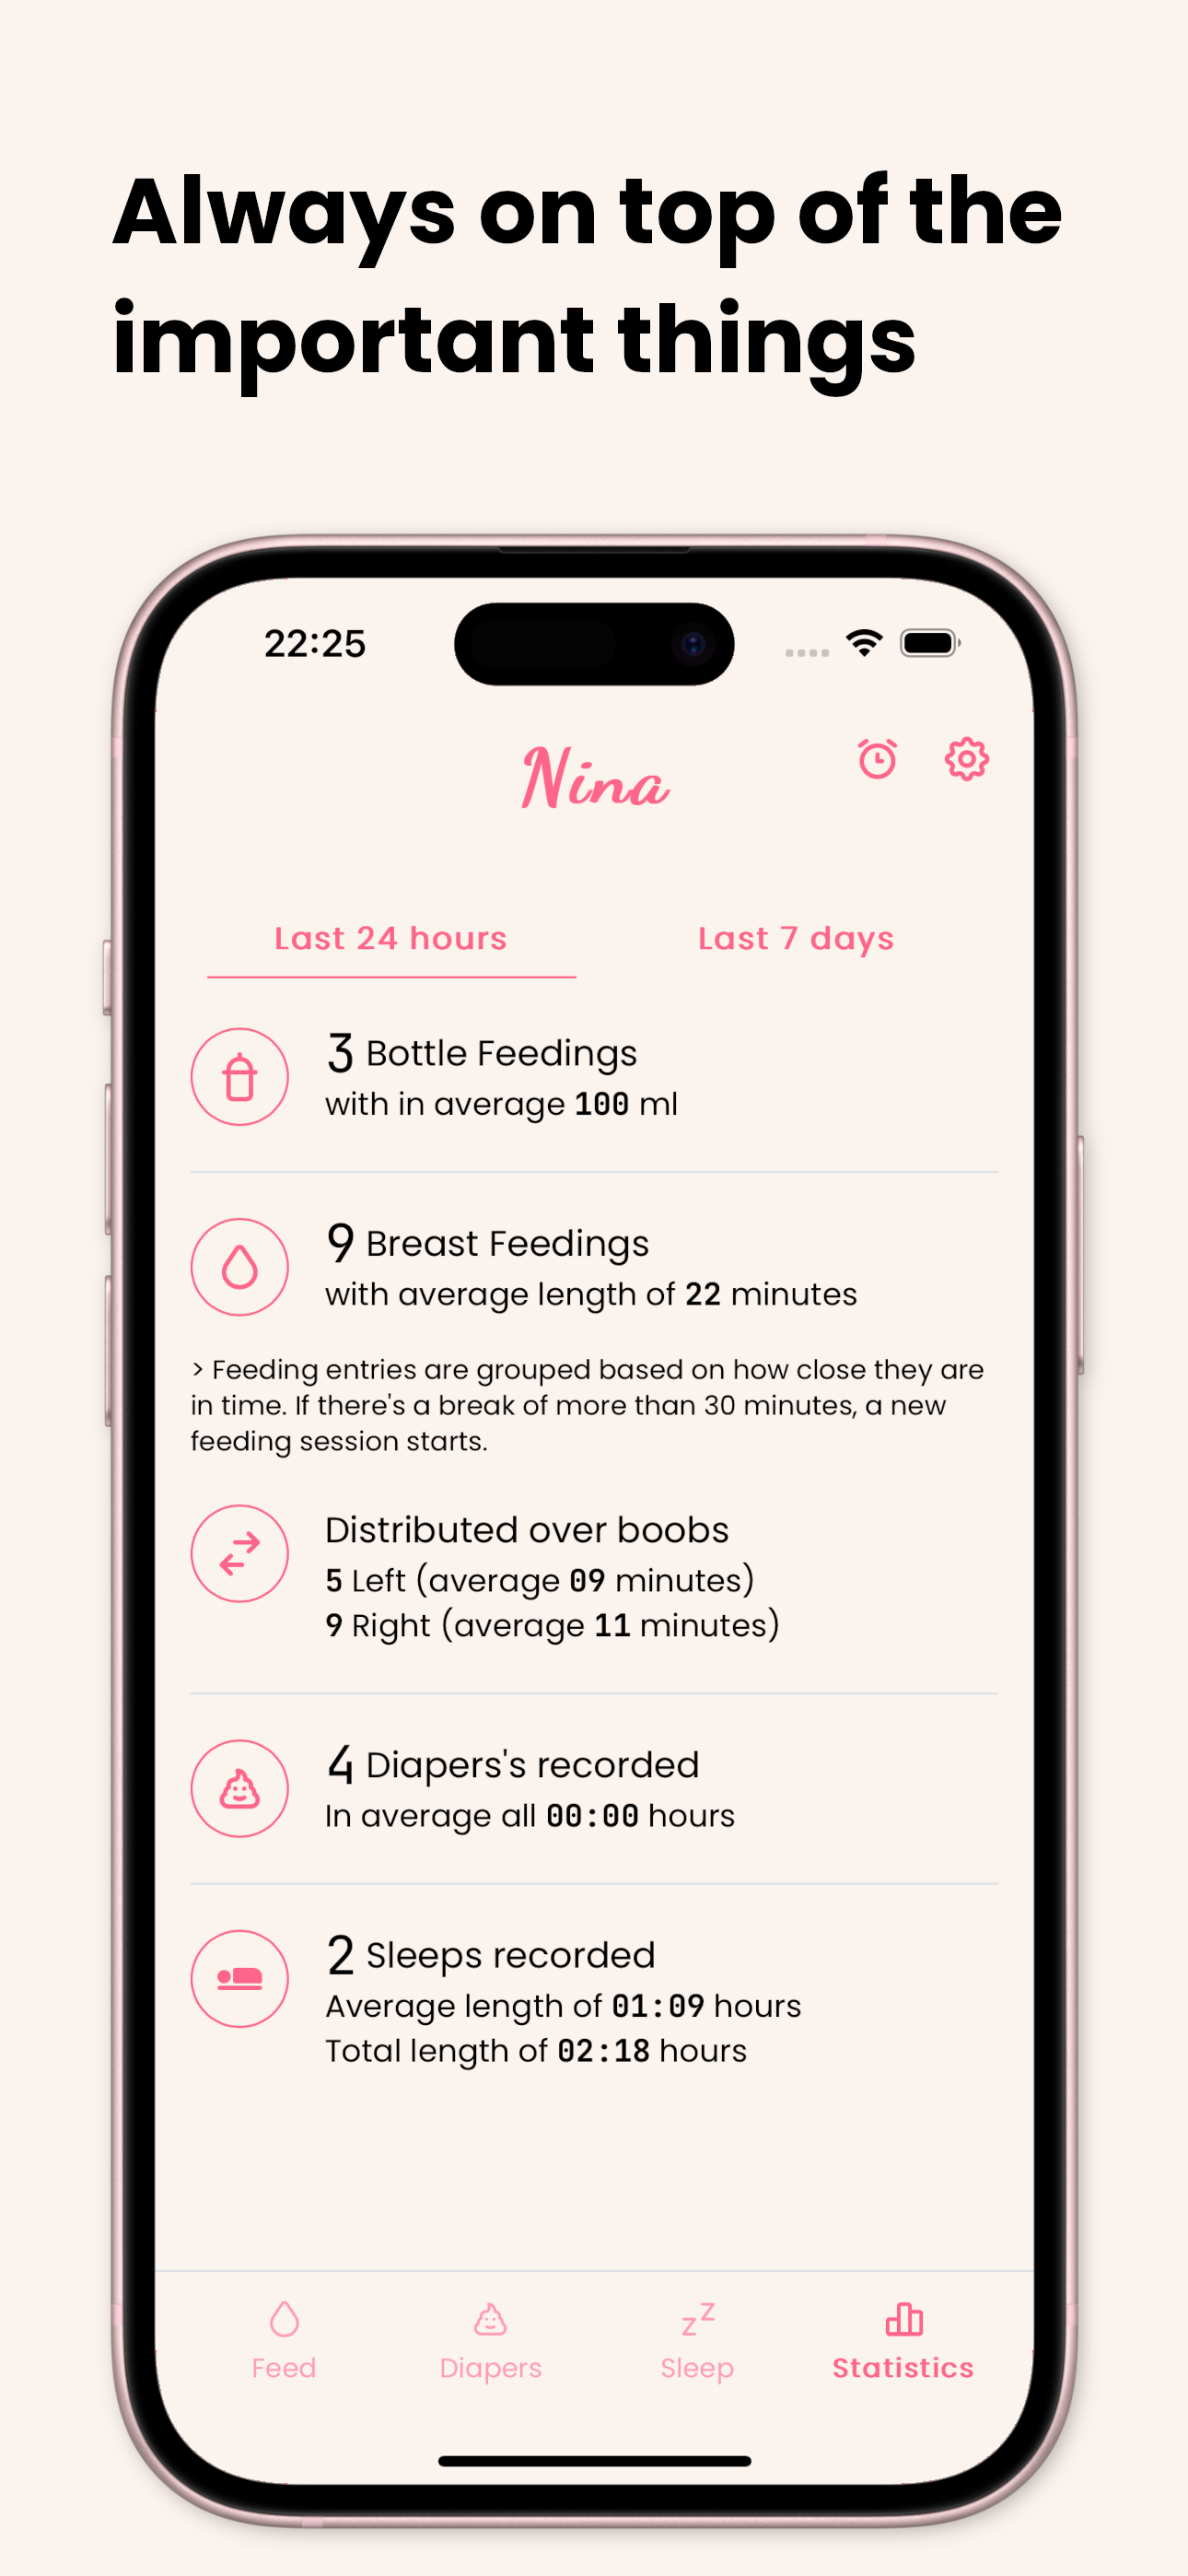 Always on top of the
important things
22:25
Nina
Last 24 hours
Last 7 days
3 Bottle Feedings
with in average 100 ml
9 Breast Feedings
with average length of 22 minutes
> Feeding entries are grouped based on how close they are
in time. If there's a break of more than 30 minutes, a new
feeding session starts.
Distributed over boobs
5 Left (average 09 minutes)
9 Right (average 11 minutes)
4 Diapers's recorded
In average all 00:00 hours
2 Sleeps recorded
Average length of 01:09 hours
Total length of 02:18 hours
Feed
Diapers
Sleep
Statistics